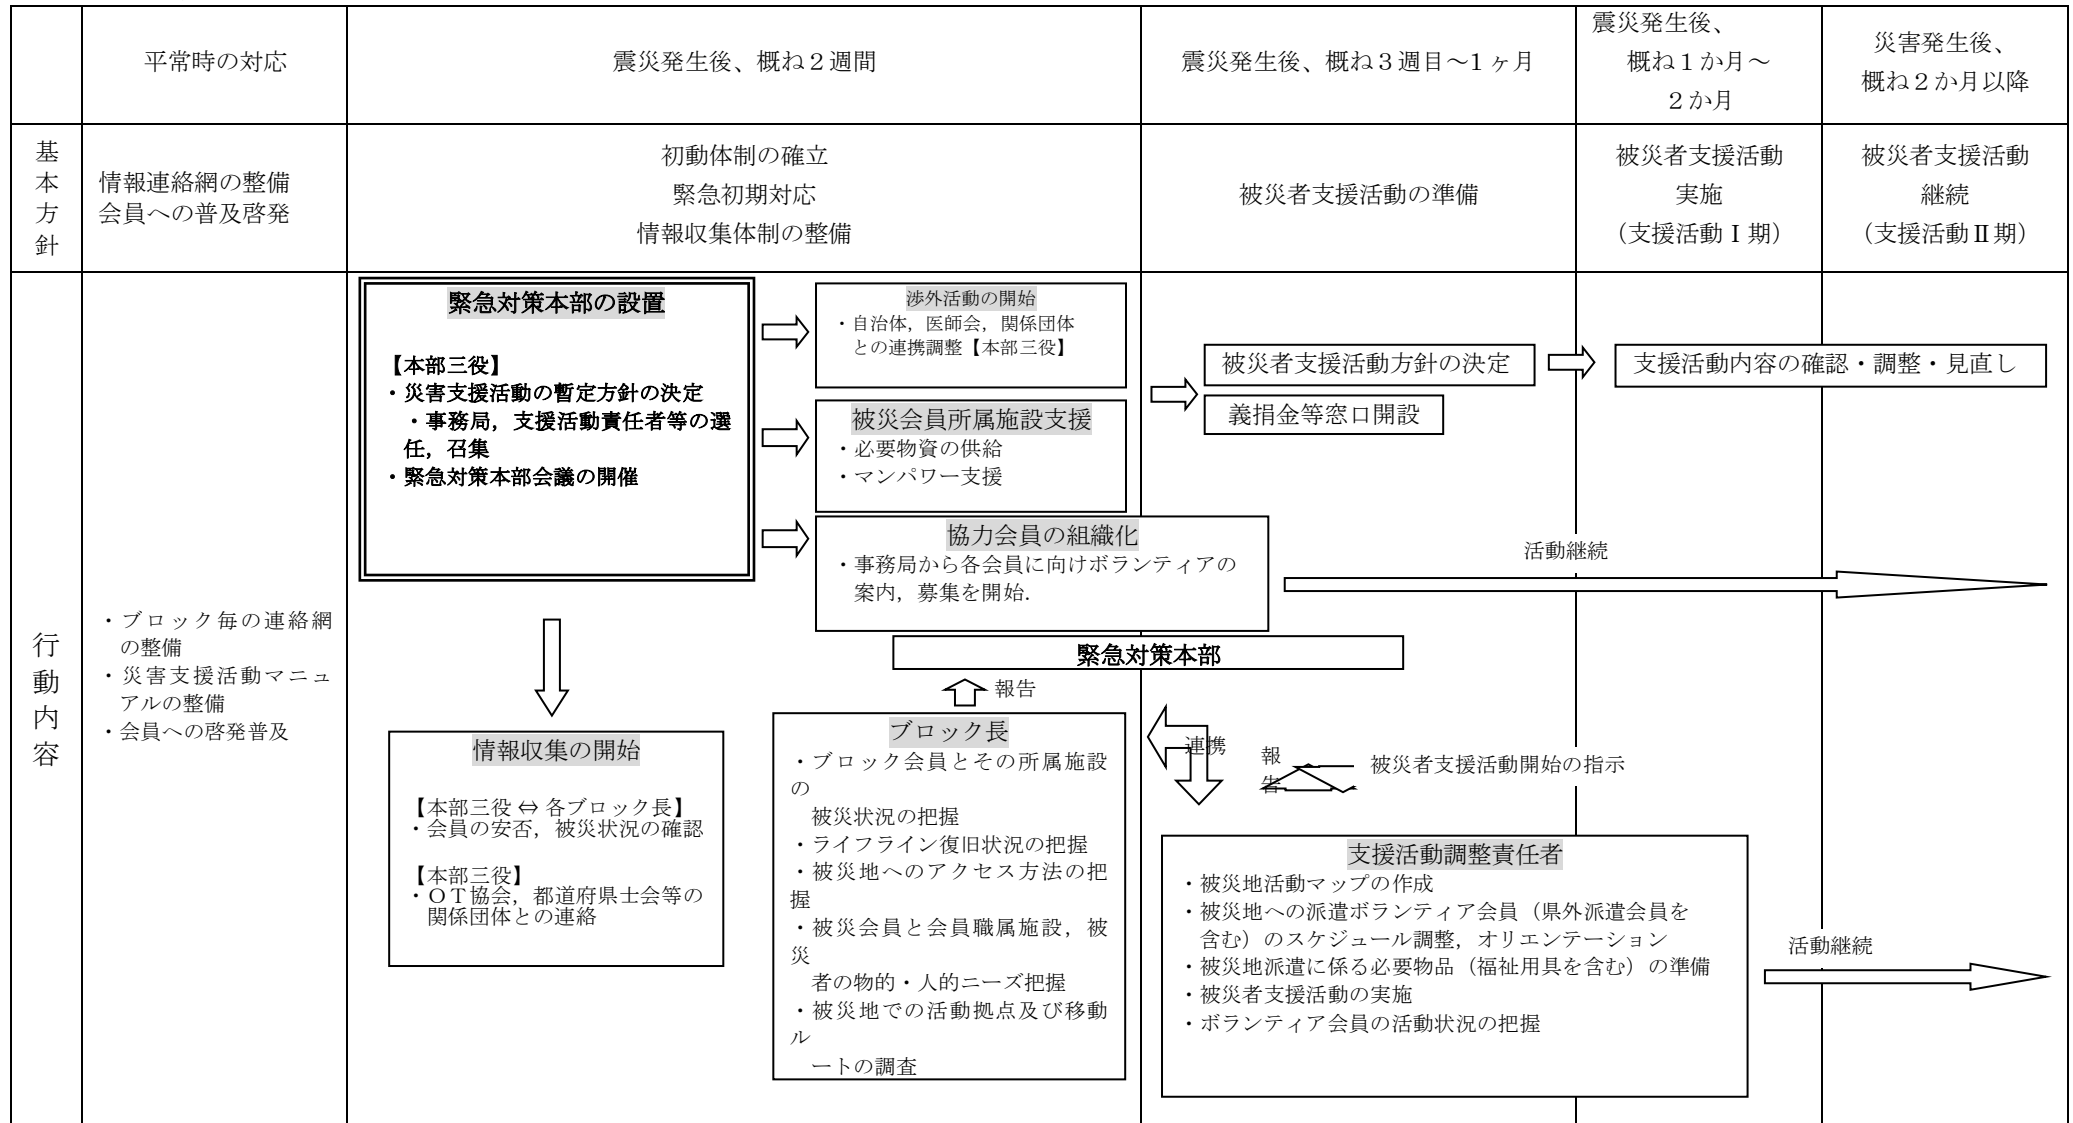 平常時の対応
震災発生後、概ね２週間
震災発生後、概ね３週目～1ヶ月
震災発生後、
概ね１か月～
２か月
災害発生後、
概ね２か月以降
基
本
方
針
情報連絡網の整備
会員への普及啓発
初動体制の確立
緊急初期対応
情報収集体制の整備
被災者支援活動の準備
被災者支援活動
実施
（支援活動Ⅰ期）
被災者支援活動
継続
（支援活動Ⅱ期）
行
動
内
容
・ブロック毎の連絡網
の整備
・災害支援活動マニュ
アルの整備
・会員への啓発普及
緊急対策本部の設置
【本部三役】
・災害支援活動の暫定方針の決定
・事務局，支援活動責任者等の選
任，召集
・緊急対策本部会議の開催
渉外活動の開始
・自治体，医師会，関係団体
との連携調整【本部三役】
被災会員所属施設支援
・必要物資の供給
・マンパワー支援
協力会員の組織化
・事務局から各会員に向けボランティアの
案内，募集を開始.
被災者支援活動方針の決定
義捐金等窓口開設
支援活動内容の確認・調整・見直し
活動継続
緊急対策本部
報告
情報収集の開始
【本部三役⇔各ブロック長】
・会員の安否，被災状況の確認
【本部三役】
・ＯＴ協会，都道府県士会等の
関係団体との連絡
ブロック長
・ブロック会員とその所属施設
の
被災状況の把握
・ライフライン復旧状況の把握
・被災地へのアクセス方法の把
握
・被災会員と会員職属施設，被
災
者の物的・人的ニーズ把握
・被災地での活動拠点及び移動
ル
ートの調査
連携
報
告
被災者支援活動開始の指示
支援活動調整責任者
・被災地活動マップの作成
・被災地への派遣ボランティア会員（県外派遣会員を
含む）のスケジュール調整，オリエンテーション
・被災地派遣に係る必要物品（福祉用具を含む）の準備
・被災者支援活動の実施
・ボランティア会員の活動状況の把握
活動継続